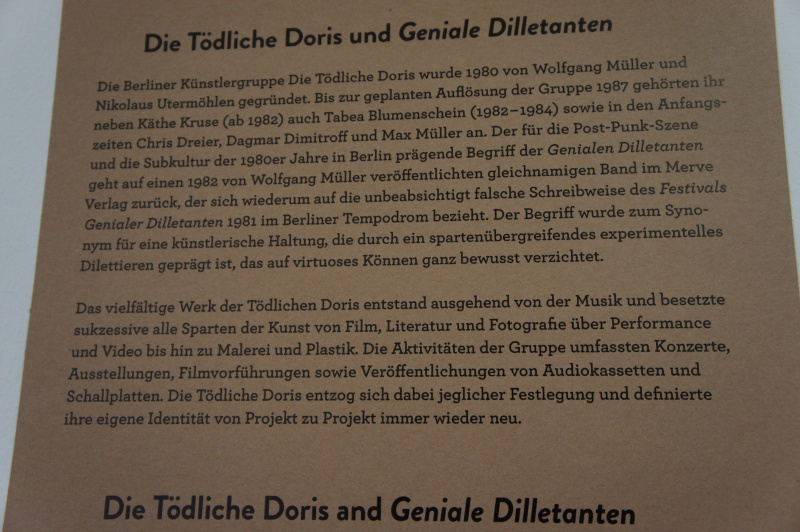 Die Tödliche Doris und Geniale Dilletanten
Die Berliner Künstlergruppe Die Tödliche Doris wurde 1980 von Wolfgang Müller und
Nikolaus Utermöhlen gegründet. Bis zur geplanten Auflösung der Gruppe 1987 gehörten ihr
neben Käthe Kruse (ab 1982) auch Tabea Blumenschein (1982–1984) sowie in den Anfangs-
zeiten Chris Dreier, Dagmar Dimitroff und Max Müller an. Der für die Post-Punk-Szene
und die Subkultur der 1980er Jahre in Berlin prägende Begriff der Genialen Dilletanten
geht auf einen 1982 von Wolfgang Müller veröffentlichten gleichnamigen Band im Merve
Verlag zurück, der sich wiederum auf die unbeabsichtigt falsche Schreibweise des Festivals
Genialer Dilletanten 1981 im Berliner Tempodrom bezieht. Der Begriff wurde zum Syno-
nym für eine künstlerische Haltung, die durch ein spartenübergreifendes experimentelles
Dilettieren geprägt ist, das auf virtuoses Können ganz bewusst verzichtet.
Das vielfältige Werk der Tödlichen Doris entstand ausgehend von der Musik und besetzte
sukzessive alle Sparten der Kunst von Film, Literatur und Fotografie über Performance
und Video bis hin zu Malerei und Plastik. Die Aktivitäten der Gruppe umfassten Konzerte,
Ausstellungen, Filmvorführungen sowie Veröffentlichungen von Audiokassetten und
Schallplatten. Die Tödliche Doris entzog sich dabei jeglicher Festlegung und definierte
ihre eigene Identität von Projekt zu Projekt immer wieder neu.
Die Tödliche Doris and Geniale Dilletanten